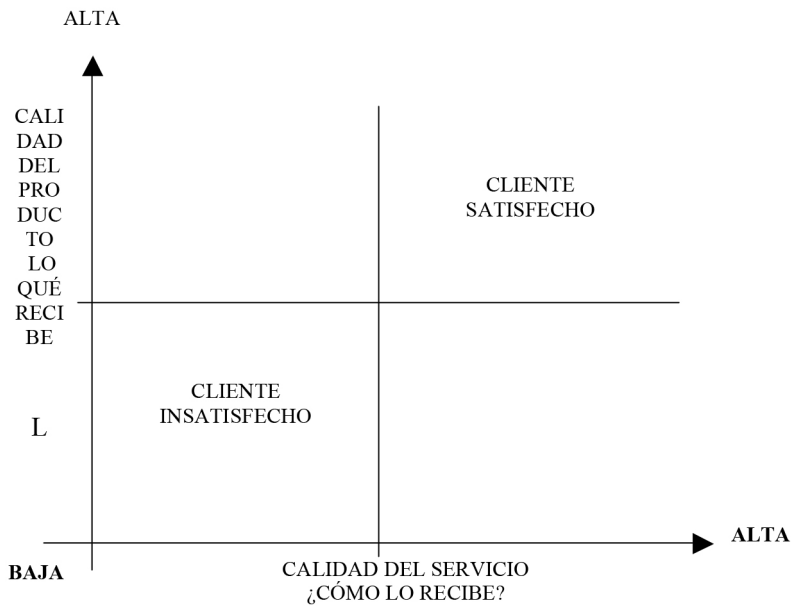 ALTA
CALI
DAD
DEL
PRO
DUC
TO
LO
QUÉ
RECI
BE
L
CLIENTE
SATISFECHO
CLIENTE
INSATISFECHO
ALTA
BAJA
CALIDAD DEL SERVICIO
¿CÓMO LO RECIBE?